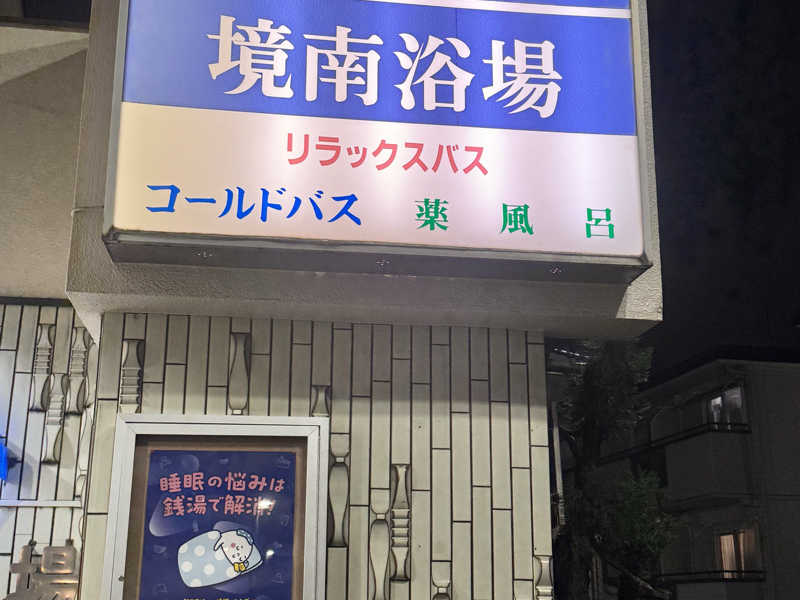 境南浴場
リラックスバス
コールドバス 薬風呂
睡眠の悩みは
銭湯で解消!